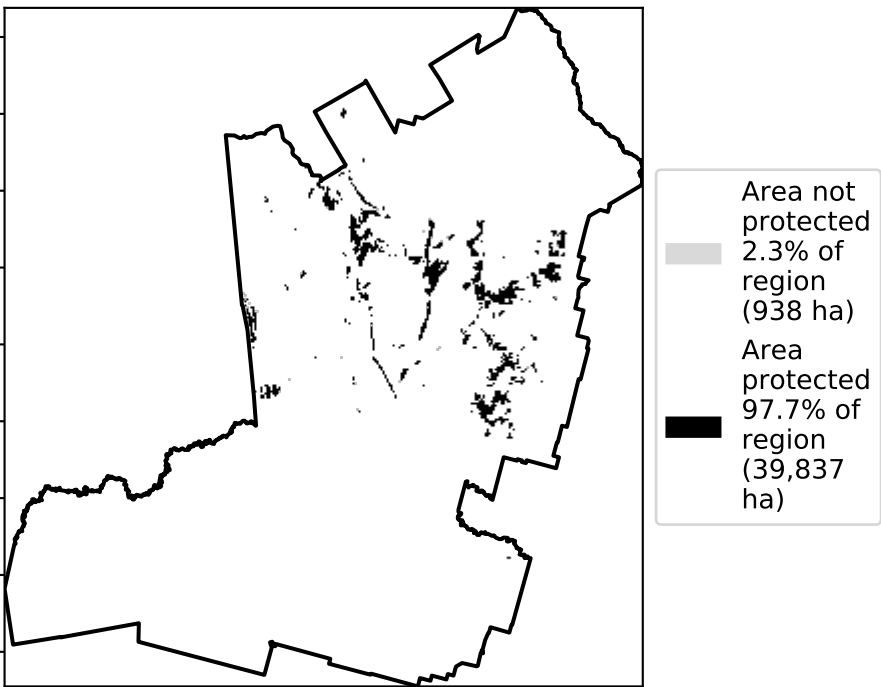 Area not
protected
2.3% of
region
(938 ha)
Area
protected
97.7% of
region
(39,837
ha)